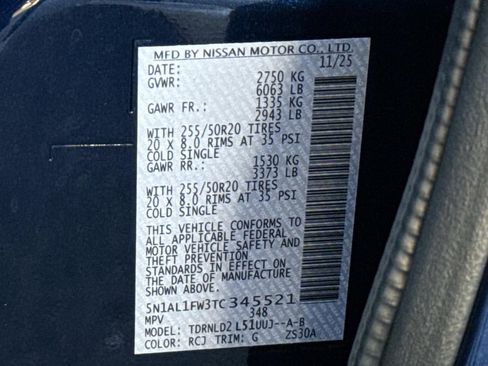 MFD BY NISSAN MOTOR CO., LTD.
DATE: 11/25
GVWR: 2750 KG
6063 LB
GAWR FR.: 1335 KG
2943 LB
WITH 255/50R20 TIRES
20 X 8.0 RIMS AT 35 PSI
COLD SINGLE
GAWR RR.: 1530 KG
3373 LB
WITH 255/50R20 TIRES
20 X 8.0 RIMS AT 35 PSI
COLD SINGLE
THIS VEHICLE CONFORMS TO
ALL APPLICABLE FEDERAL
MOTOR VEHICLE SAFETY AND
THEFT PREVENTION
STANDARDS IN EFFECT ON
THE DATE OF MANUFACTURE
SHOWN ABOVE.
5N1AL1FW3TC345521
MPV 348
MODEL: TDRNLD2 L51UUJ--A-B
COLOR: RCJ TRIM: G ZS30A